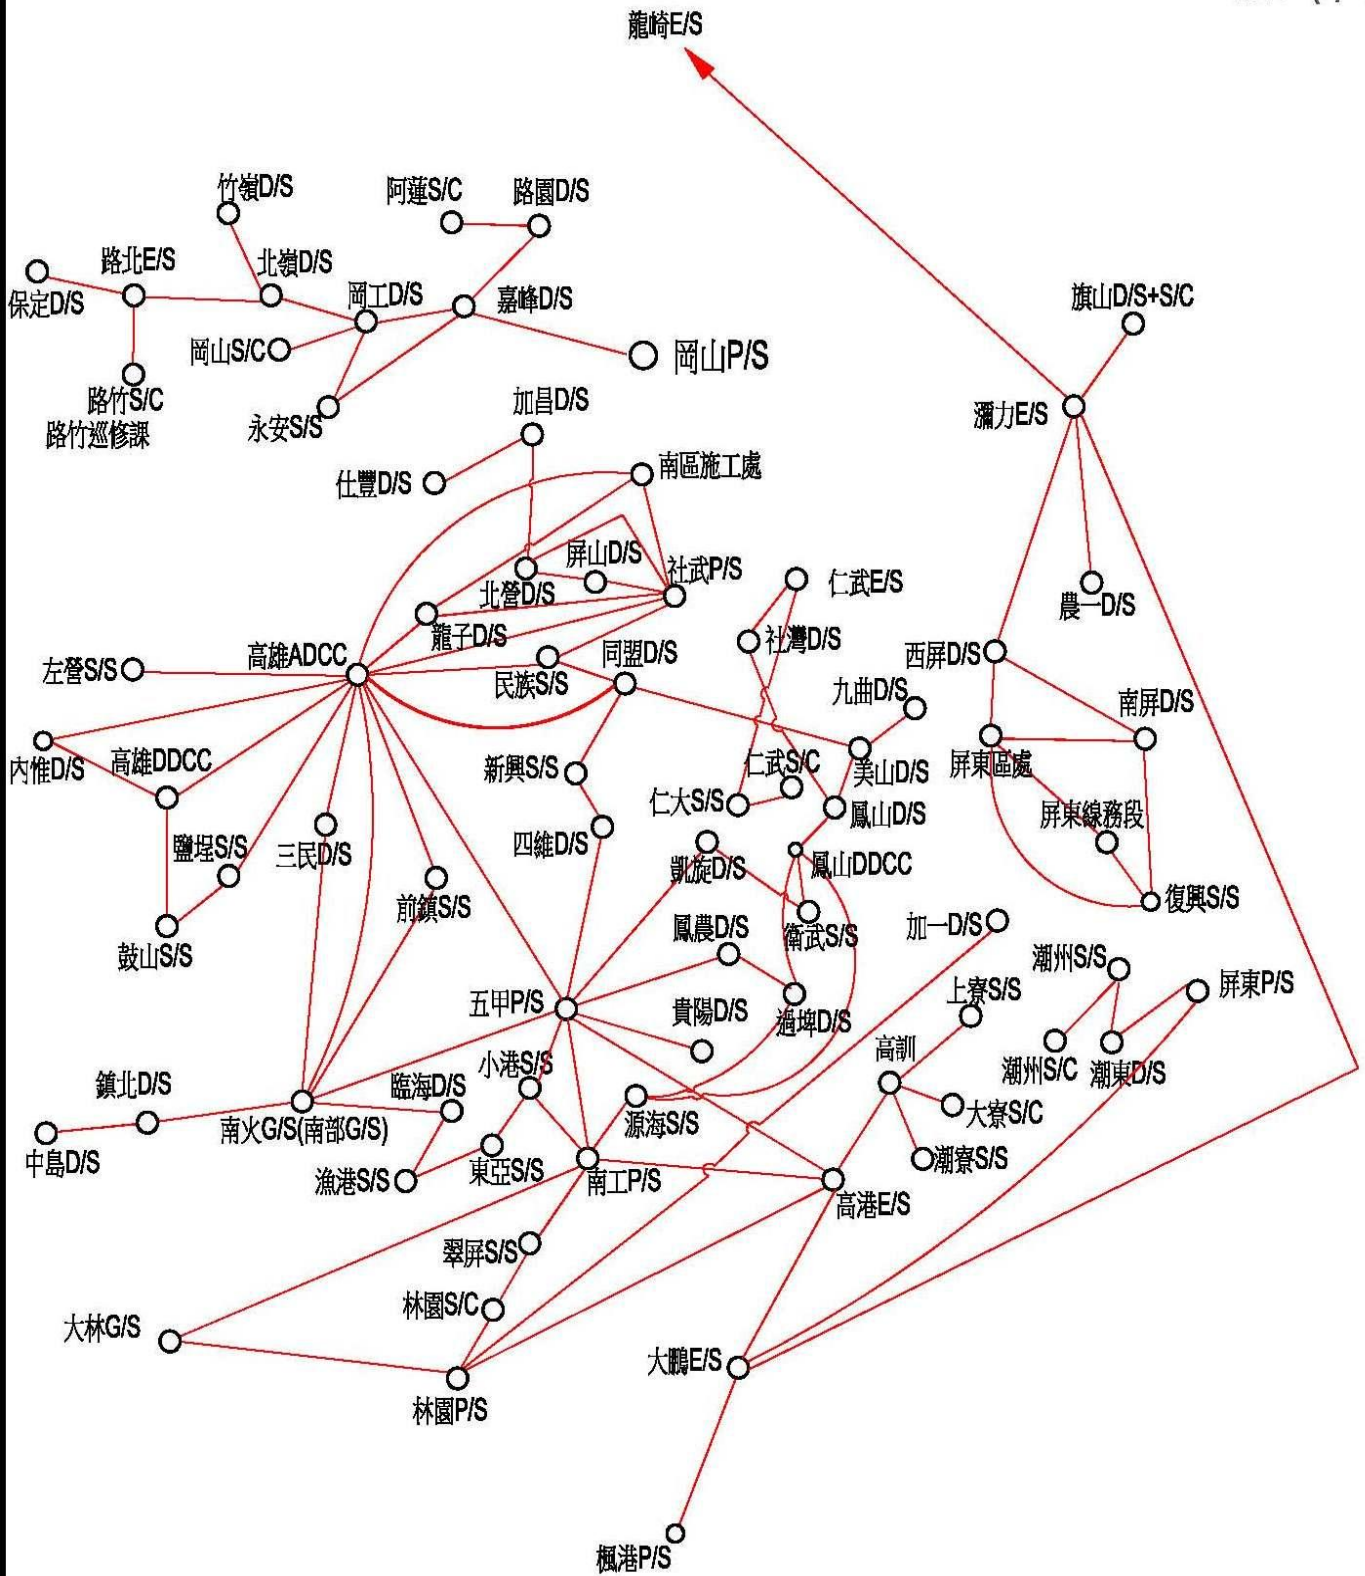 龍崎E/S
竹嶺D/S
阿蓮S/C
路園D/S
路北E/S
北嶺D/S
保定D/S
岡工D/S
嘉峰D/S
旗山D/S+S/C
岡山S/C
岡山P/S
路竹S/C
路竹巡修課
永安S/S
加昌D/S
瀰力E/S
仕豐D/S
南區施工處
屏山D/S
社武P/S
北營D/S
仁武E/S
農一D/S
龍子D/S
社灣D/S
高雄ADCC
同盟D/S
西屏D/S
左營S/S
民族S/S
九曲D/S
南屏D/S
內惟D/S
高雄DDCC
新興S/S
仁武S/C
美山D/S
屏東區處
仁大S/S
鳳山D/S
屏東線務段
鹽埕S/S
三民D/S
四維D/S
凱旋D/S
鳳山DDCC
前鎮S/S
復興S/S
鳳農D/S
衛武S/S
加一D/S
鼓山S/S
潮州S/S
上寮S/S
屏東P/S
五甲P/S
貴陽D/S
過埤D/S
高訓
小港S/S
潮州S/C
潮東D/S
鎮北D/S
臨海D/S
大寮S/C
南火G/S(南部G/S)
源海S/S
中島D/S
漁港S/S
東亞S/S
南工P/S
潮寮S/S
高港E/S
翠屏S/S
林園S/C
大林G/S
大鵬E/S
林園P/S
楓港P/S